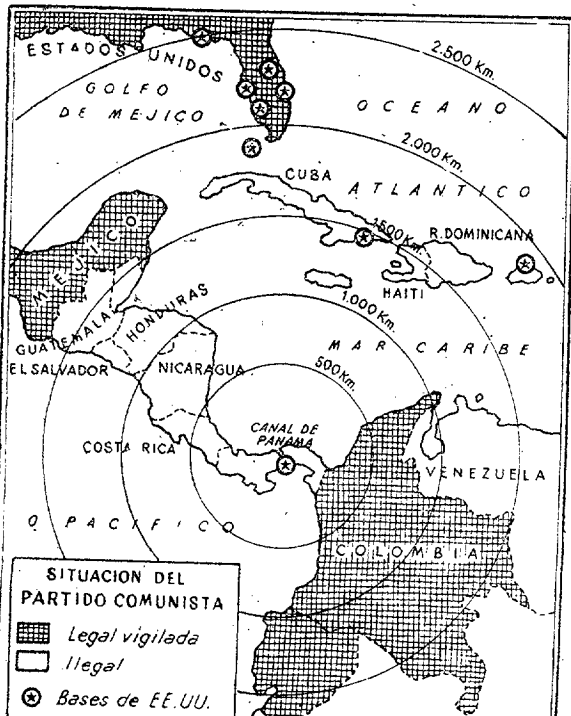 2.500 Km.
ESTADOS UNIDOS
GOLFO
DE MEJICO
OCEANO
2.000 Km.
CUBA
ATLANTICO
1500 Km.
R. DOMINICANA
MEJICO
HAITI
1.000 Km.
HONDURAS
GUATEMALA
MAR CARIBE
EL SALVADOR
NICARAGUA
500 Km.
CANAL DE
PANAMA
COSTA RICA
VENEZUELA
O PACIFICO
COLOMBIA
SITUACION DEL
PARTIDO COMUNISTA
Legal vigilada
Ilegal
Bases de EE.UU.